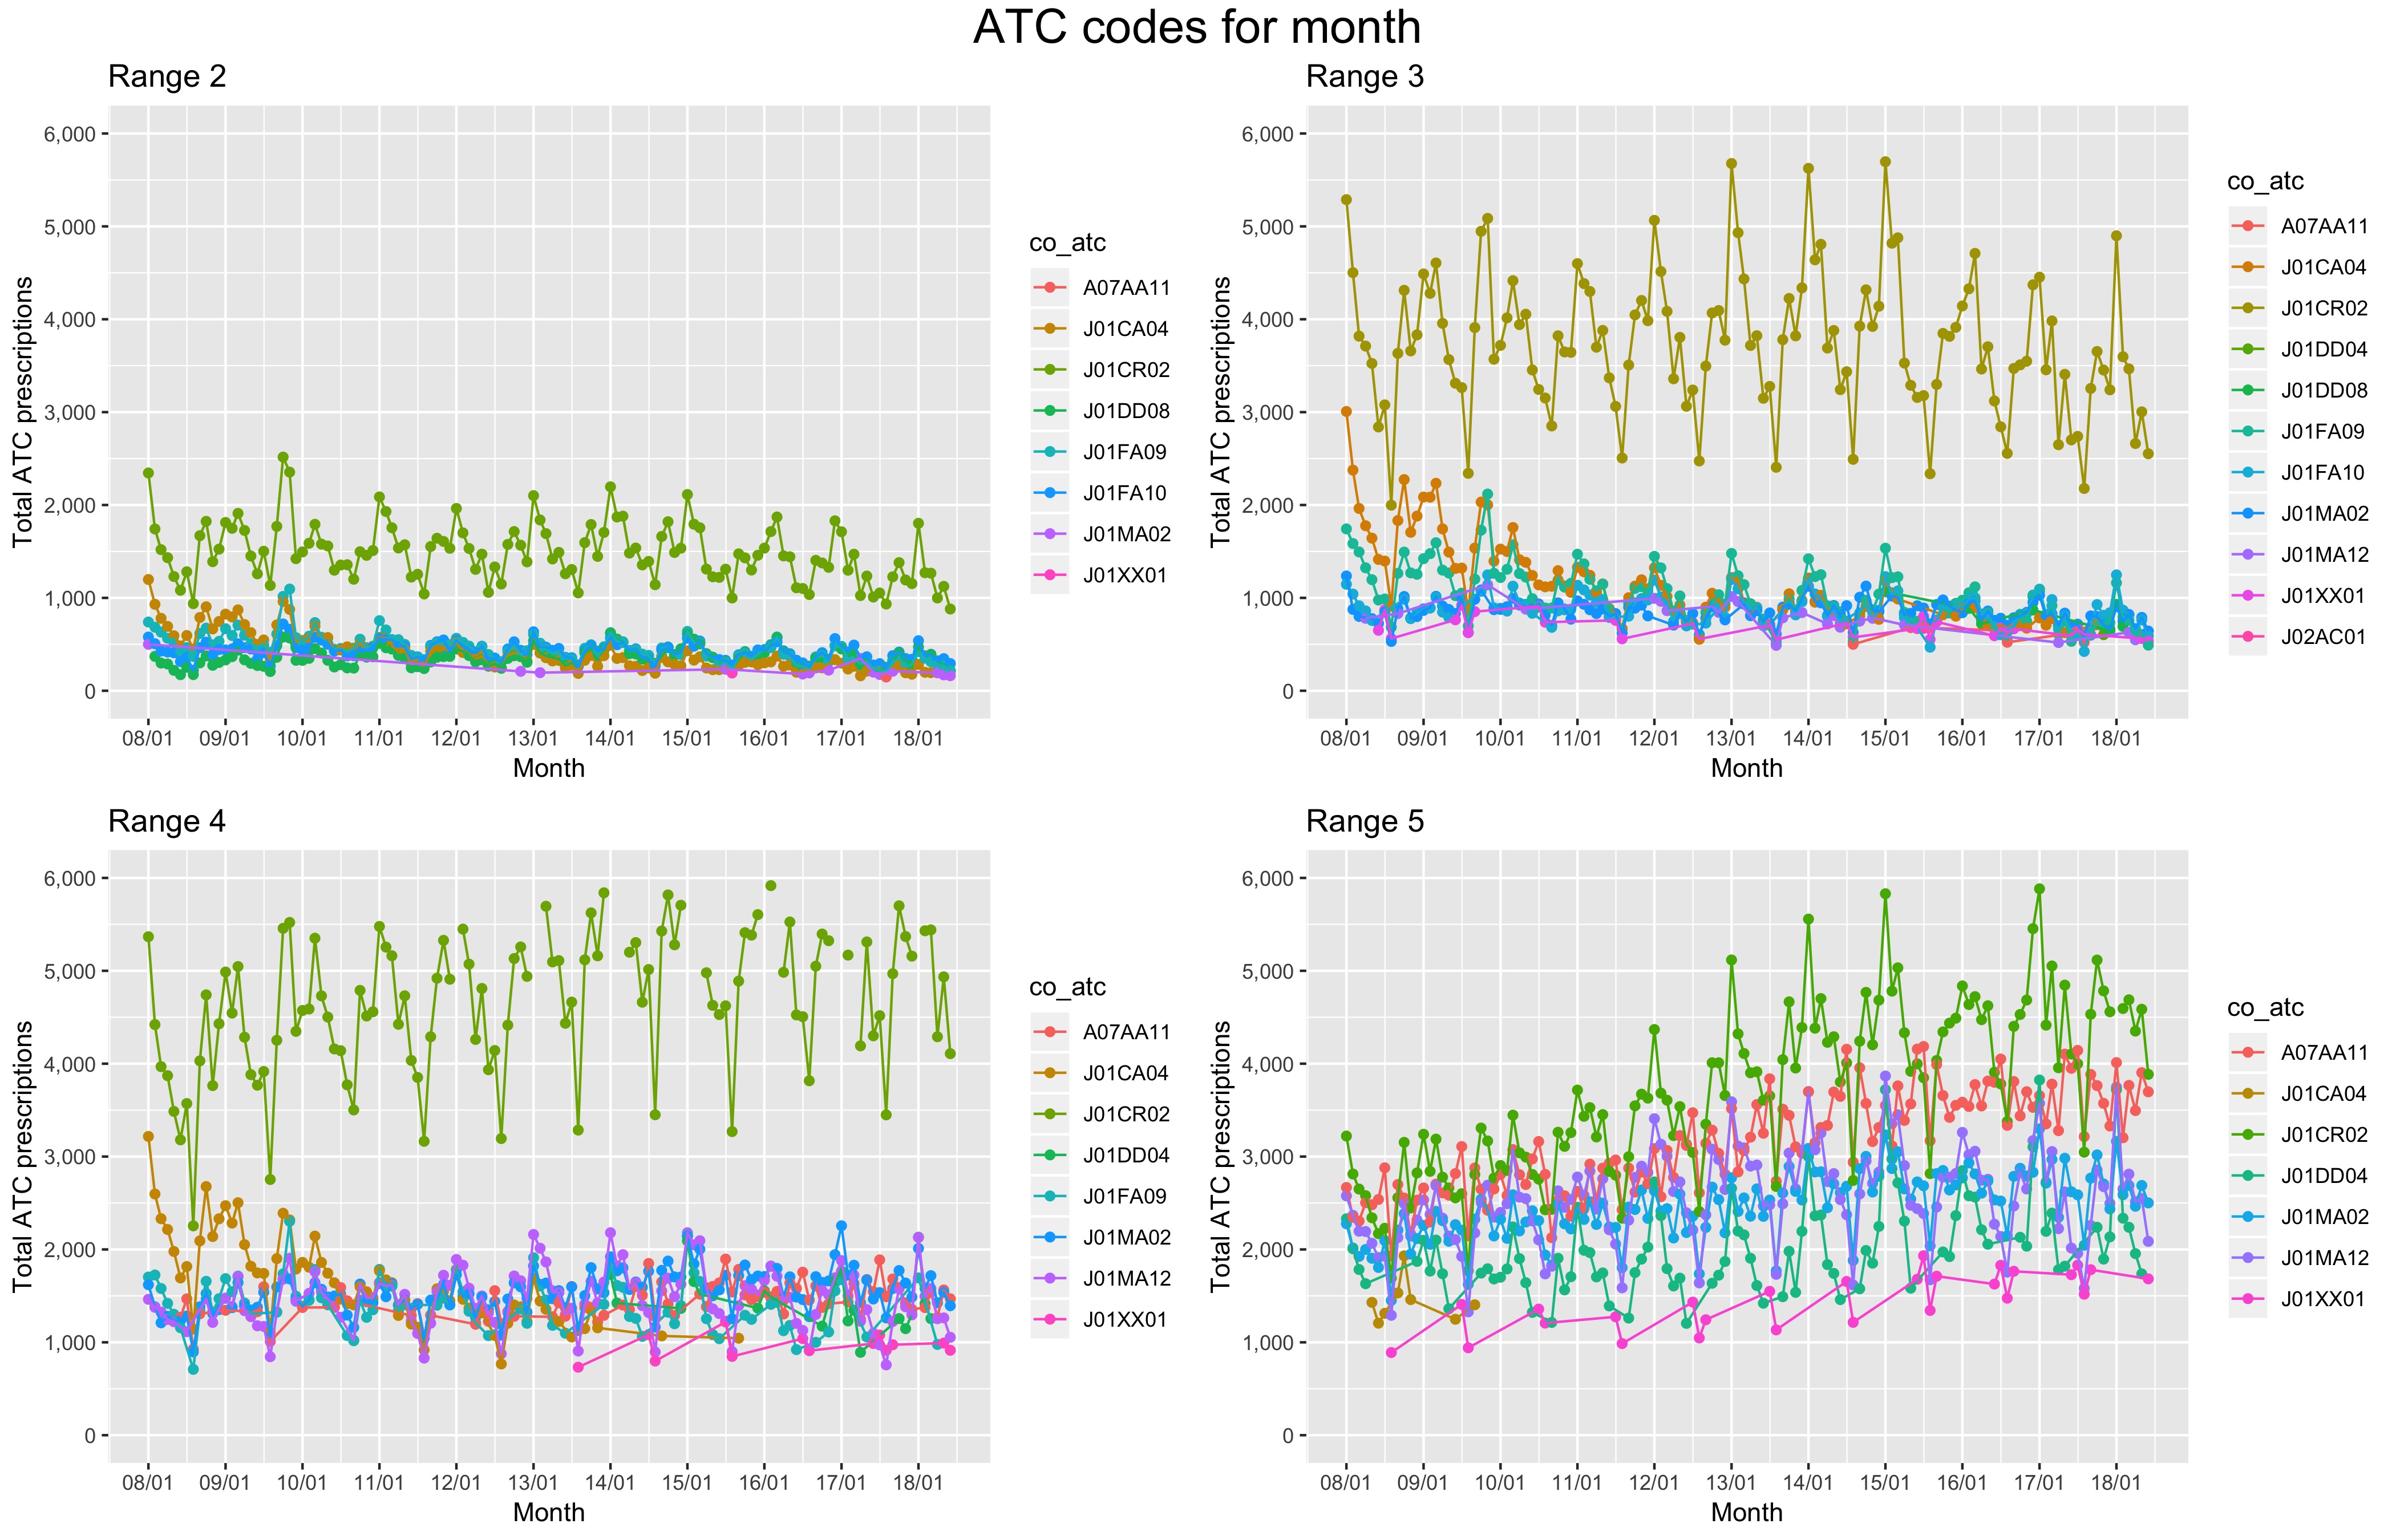 ATC codes for month
Range 2
6,000
5,000
4,000
3,000
2,000
1,000
0
Total ATC prescriptions
08/01 09/01 10/01 11/01 12/01 13/01 14/01 15/01 16/01 17/01 18/01
Month
co_atc
A07AA11
J01CA04
J01CR02
J01DD08
J01FA09
J01FA10
J01MA02
J01XX01
Range 3
6,000
5,000
4,000
3,000
2,000
1,000
0
Total ATC prescriptions
08/01 09/01 10/01 11/01 12/01 13/01 14/01 15/01 16/01 17/01 18/01
Month
co_atc
A07AA11
J01CA04
J01CR02
J01DD04
J01DD08
J01FA09
J01FA10
J01MA02
J01MA12
J01XX01
J02AC01
Range 4
6,000
5,000
4,000
3,000
2,000
1,000
0
Total ATC prescriptions
08/01 09/01 10/01 11/01 12/01 13/01 14/01 15/01 16/01 17/01 18/01
Month
co_atc
A07AA11
J01CA04
J01CR02
J01DD04
J01FA09
J01MA02
J01MA12
J01XX01
Range 5
6,000
5,000
4,000
3,000
2,000
1,000
0
Total ATC prescriptions
08/01 09/01 10/01 11/01 12/01 13/01 14/01 15/01 16/01 17/01 18/01
Month
co_atc
A07AA11
J01CA04
J01CR02
J01DD04
J01MA02
J01MA12
J01XX01